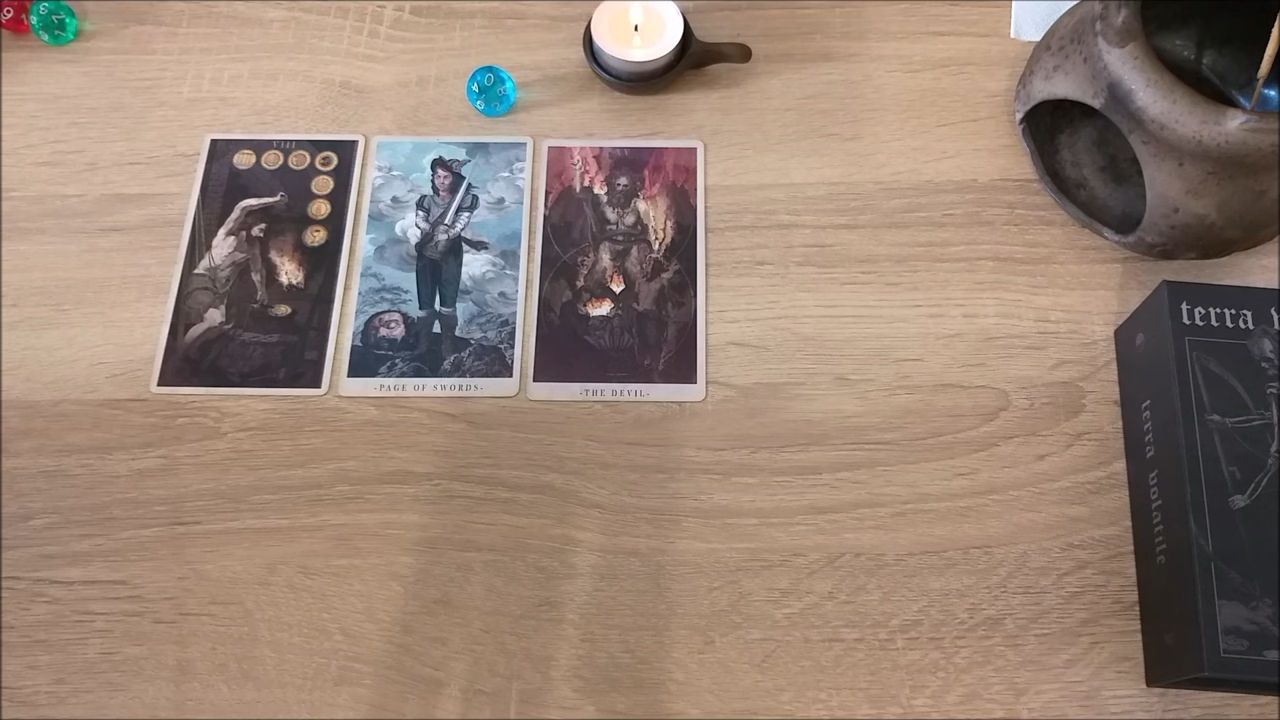 VIII
-PAGE OF SWORDS-
-THE DEVIL-
terra
terra volatile